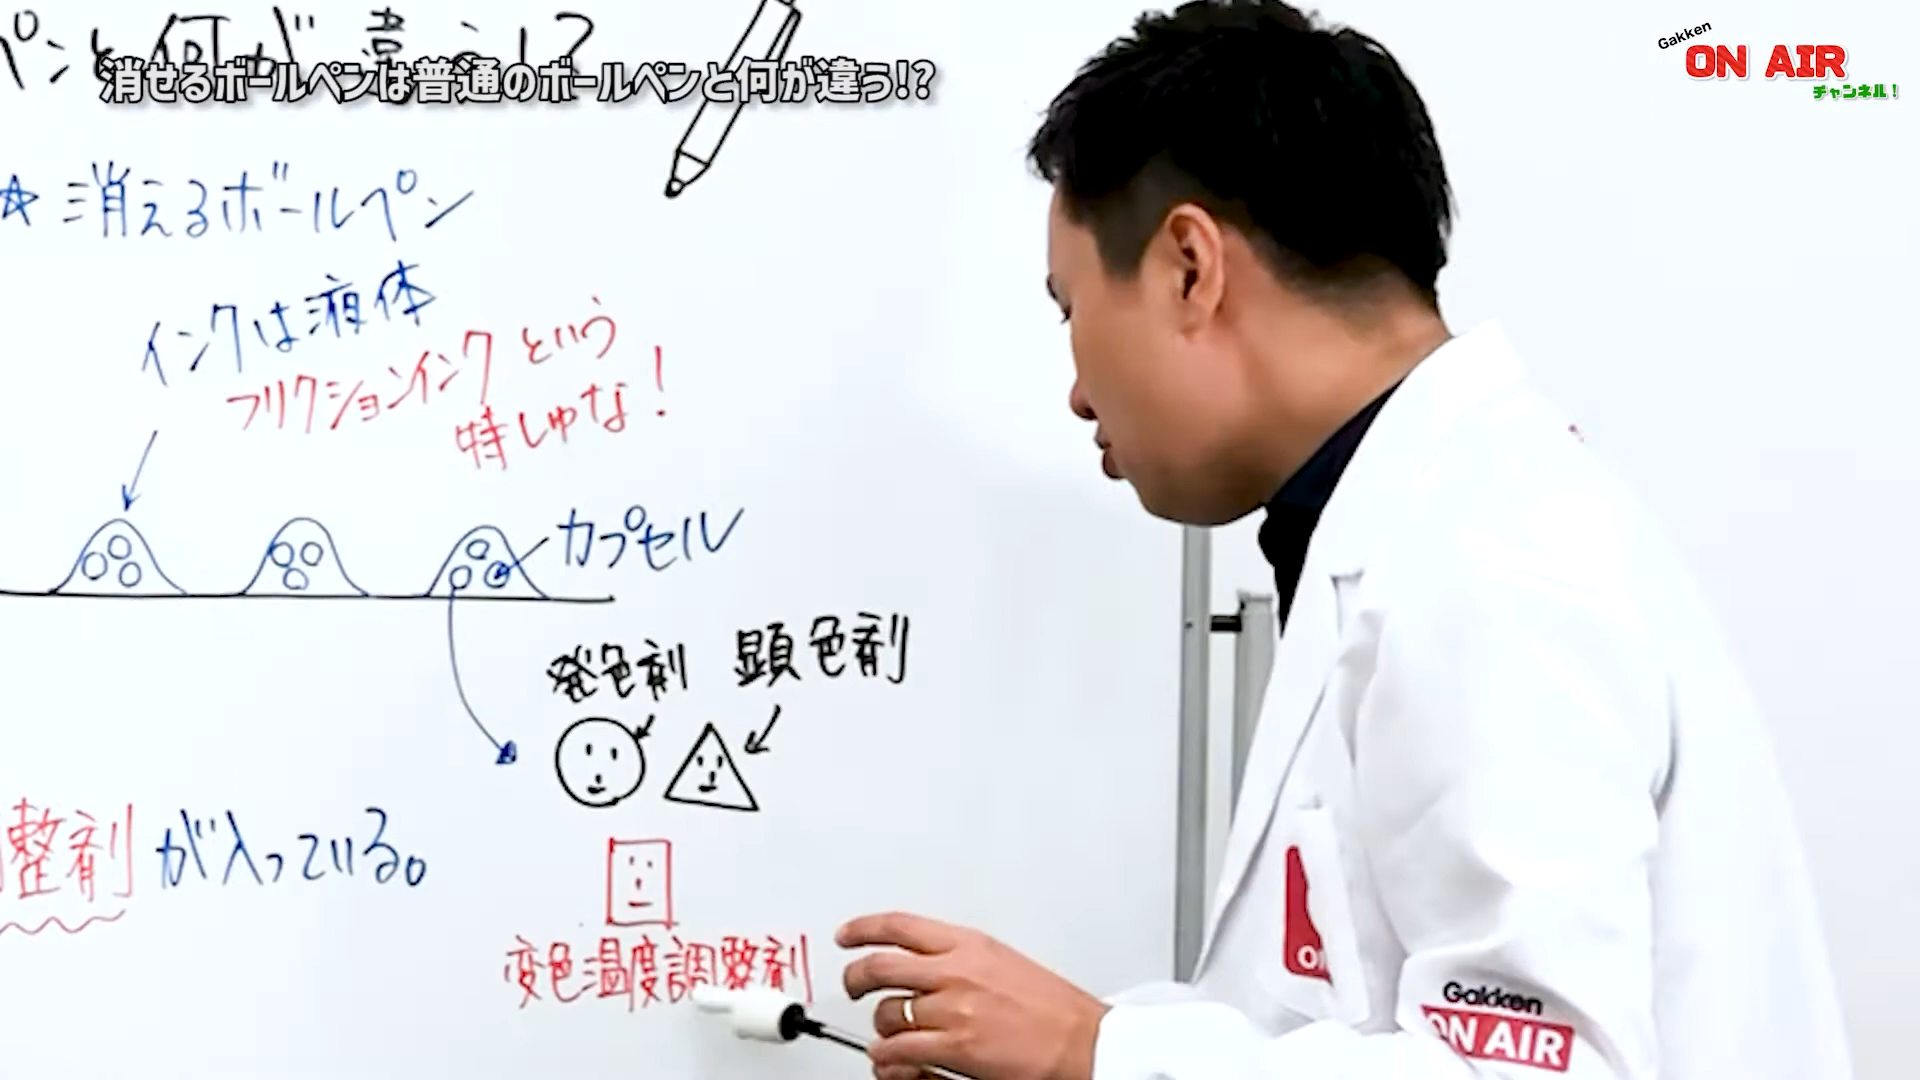 ペンと何が違う!?
消せるボールペンは普通のボールペンと何が違う!?
Gakken
ON AIR
チャンネル！
☆ 消えるボールペン
インクは液体
フリクションインクという
特しゅな！
カプセル
発色剤 顕色剤
整剤が入っている。
変色温度調整剤
Gakken
ON AIR